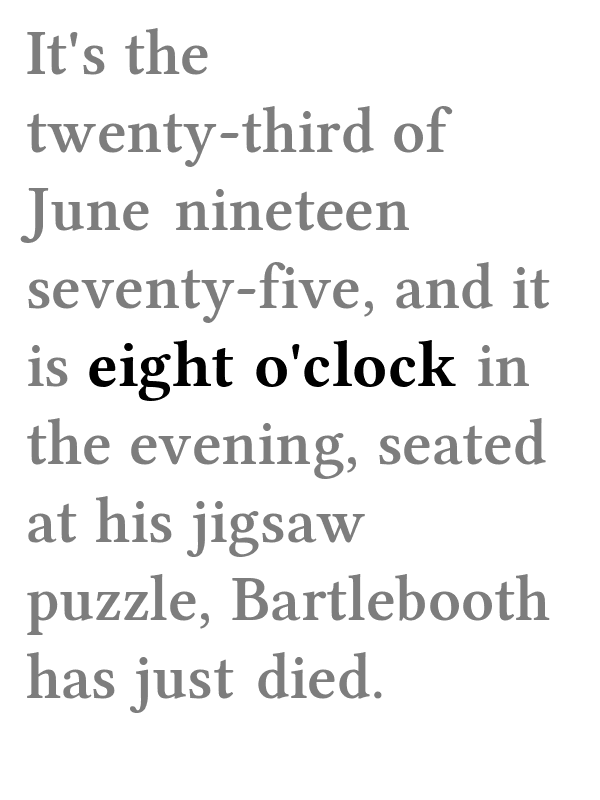 It's the
twenty-third of
June nineteen
seventy-five, and it
is eight o'clock in
the evening, seated
at his jigsaw
puzzle, Bartlebooth
has just died.